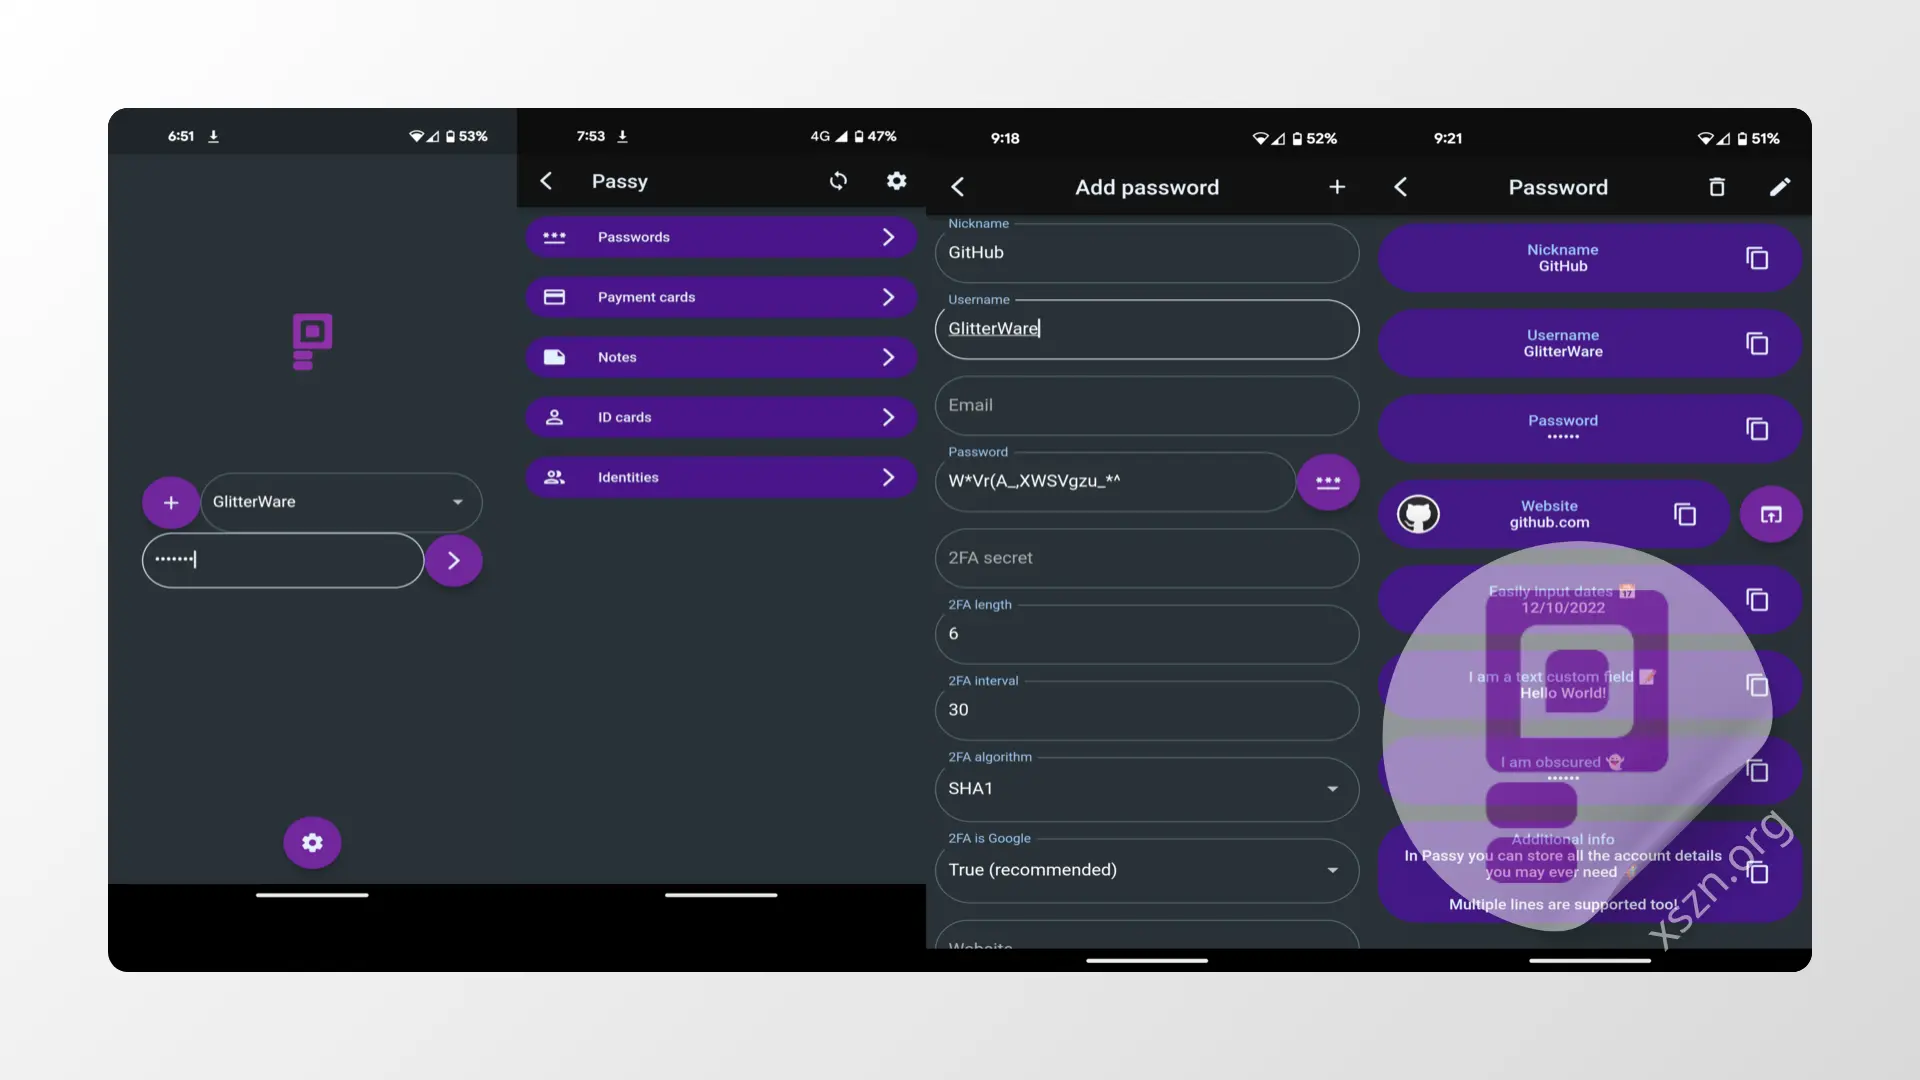 6:51
53%
GlitterWare
•••••••
7:53
4G
47%
Passy
Passwords
Payment cards
Notes
ID cards
Identities
9:18
52%
Add password
Nickname
GitHub
Username
GlitterWare
Email
Password
W*Vr(A_,XWSVgzu_*^
2FA secret
2FA length
6
2FA interval
30
2FA algorithm
SHA1
2FA is Google
True (recommended)
Website
9:21
51%
Password
Nickname
GitHub
Username
GlitterWare
Password
••••••
Website
github.com
Easily input dates 📅
12/10/2022
I am a text custom field 📝
Hello World!
I am obscured 👻
••••••
Additional info
In Passy you can store all the account details
you may ever need
Multiple lines are supported too!
xszn.org